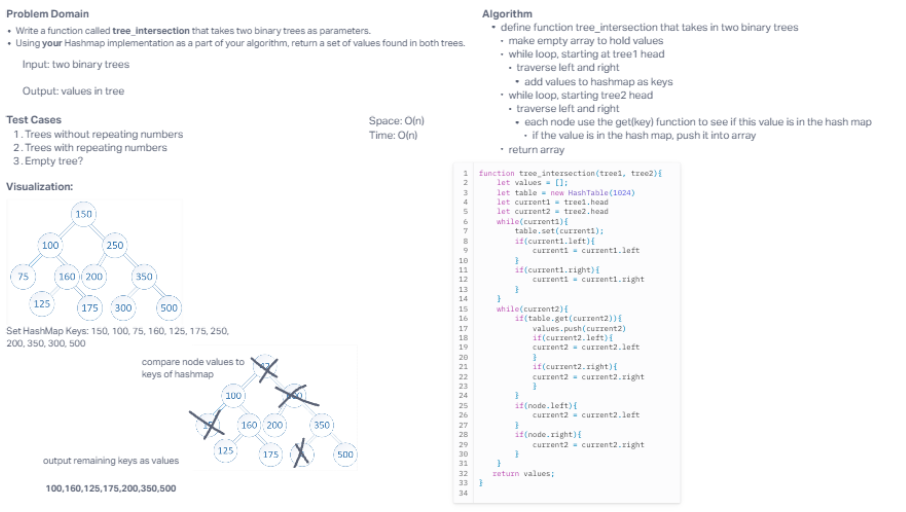 Problem Domain
• Write a function called tree_intersection that takes two binary trees as parameters.
• Using your Hashmap implementation as a part of your algorithm, return a set of values found in both trees.
Input: two binary trees
Output: values in tree
Test Cases
1. Trees without repeating numbers
2. Trees with repeating numbers
3. Empty tree?
Space: O(n)
Time: O(n)
Visualization:
150
100 250
75 160 200 350
125 175 300 500
Set HashMap Keys: 150, 100, 75, 160, 125, 175, 250,
200, 350, 300, 500
compare node values to
keys of hashmap
100
160 200 350
125 175 500
output remaining keys as values
100,160,125,175,200,350,500
Algorithm
• define function tree_intersection that takes in two binary trees
• make empty array to hold values
• while loop, starting at tree1 head
• traverse left and right
• add values to hashmap as keys
• while loop, starting tree2 head
• traverse left and right
• each node use the get(key) function to see if this value is in the hash map
• if the value is in the hash map, push it into array
• return array
1 function tree_intersection(tree1, tree2){
2 let values = [];
3 let table = new HashTable(1024)
4 let current1 = tree1.head
5 let current2 = tree2.head
6 while(current1){
7 table.set(current1);
8 if(current1.left){
9 current1 = current1.left
10 }
11 if(current1.right){
12 current1 = current1.right
13 }
14 }
15 while(current2){
16 if(table.get(current2)){
17 values.push(current2)
18 if(current2.left){
19 current2 = current2.left
20 }
21 if(current2.right){
22 current2 = current2.right
23 }
24 }
25 if(node.left){
26 current2 = current2.left
27 }
28 if(node.right){
29 current2 = current2.right
30 }
31 }
32 return values;
33 }
34